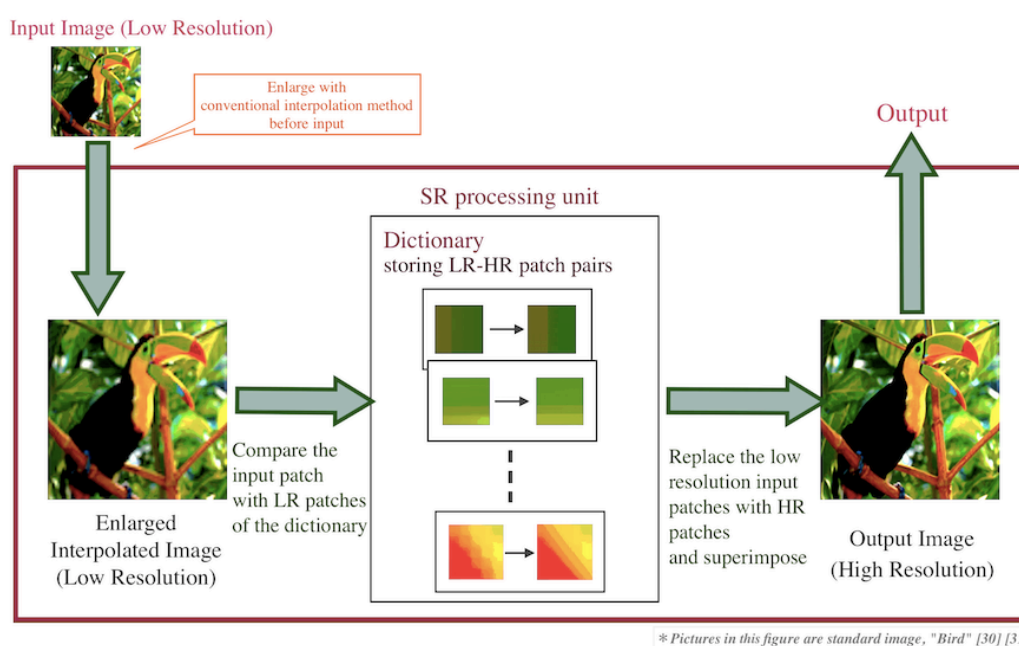 Input Image (Low Resolution)
Enlarge with
conventional interpolation method
before input
Output
SR processing unit
Dictionary
storing LR-HR patch pairs
Compare the
input patch
with LR patches
of the dictionary
Replace the low
resolution input
patches with HR
patches
and superimpose
Enlarged
Interpolated Image
(Low Resolution)
Output Image
(High Resolution)
* Pictures in this figure are standard image, "Bird" [30] [3